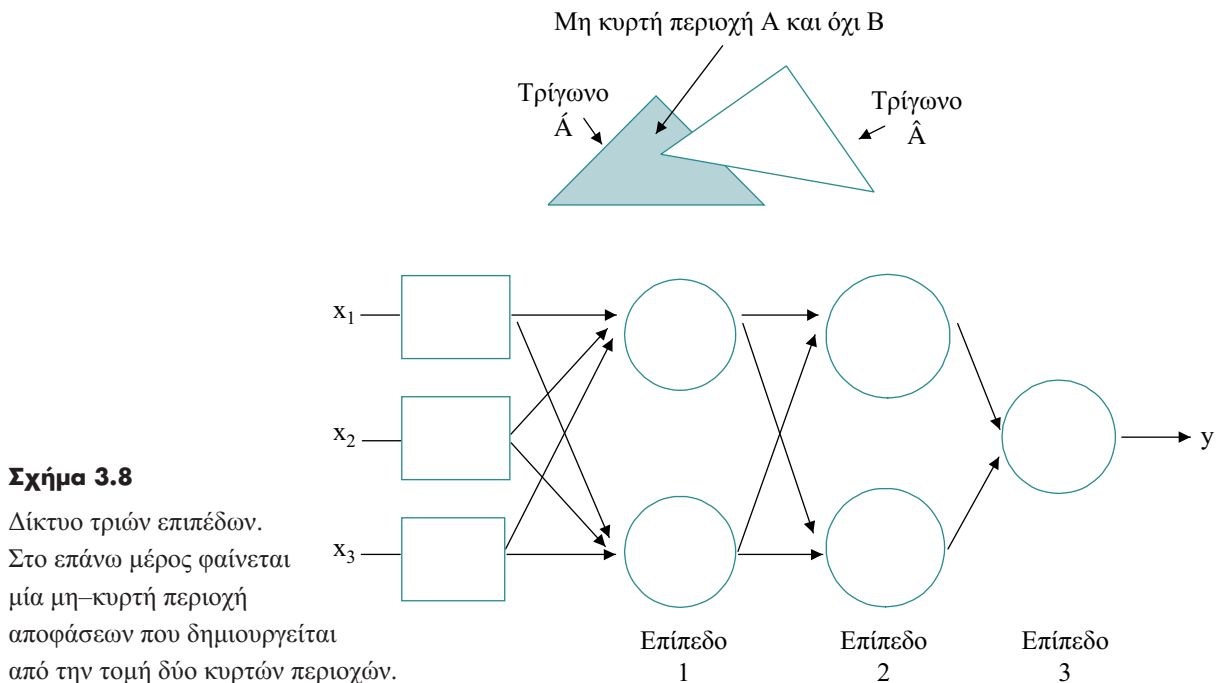 Μη κυρτή περιοχή Α και όχι Β
Τρίγωνο
Á
Τρίγωνο
Â
x1
x2
x3
y
Επίπεδο
1
Επίπεδο
2
Επίπεδο
3
Σχήμα 3.8
Δίκτυο τριών επιπέδων.
Στο επάνω μέρος φαίνεται
μία μη–κυρτή περιοχή
αποφάσεων που δημιουργείται
από την τομή δύο κυρτών περιοχών.